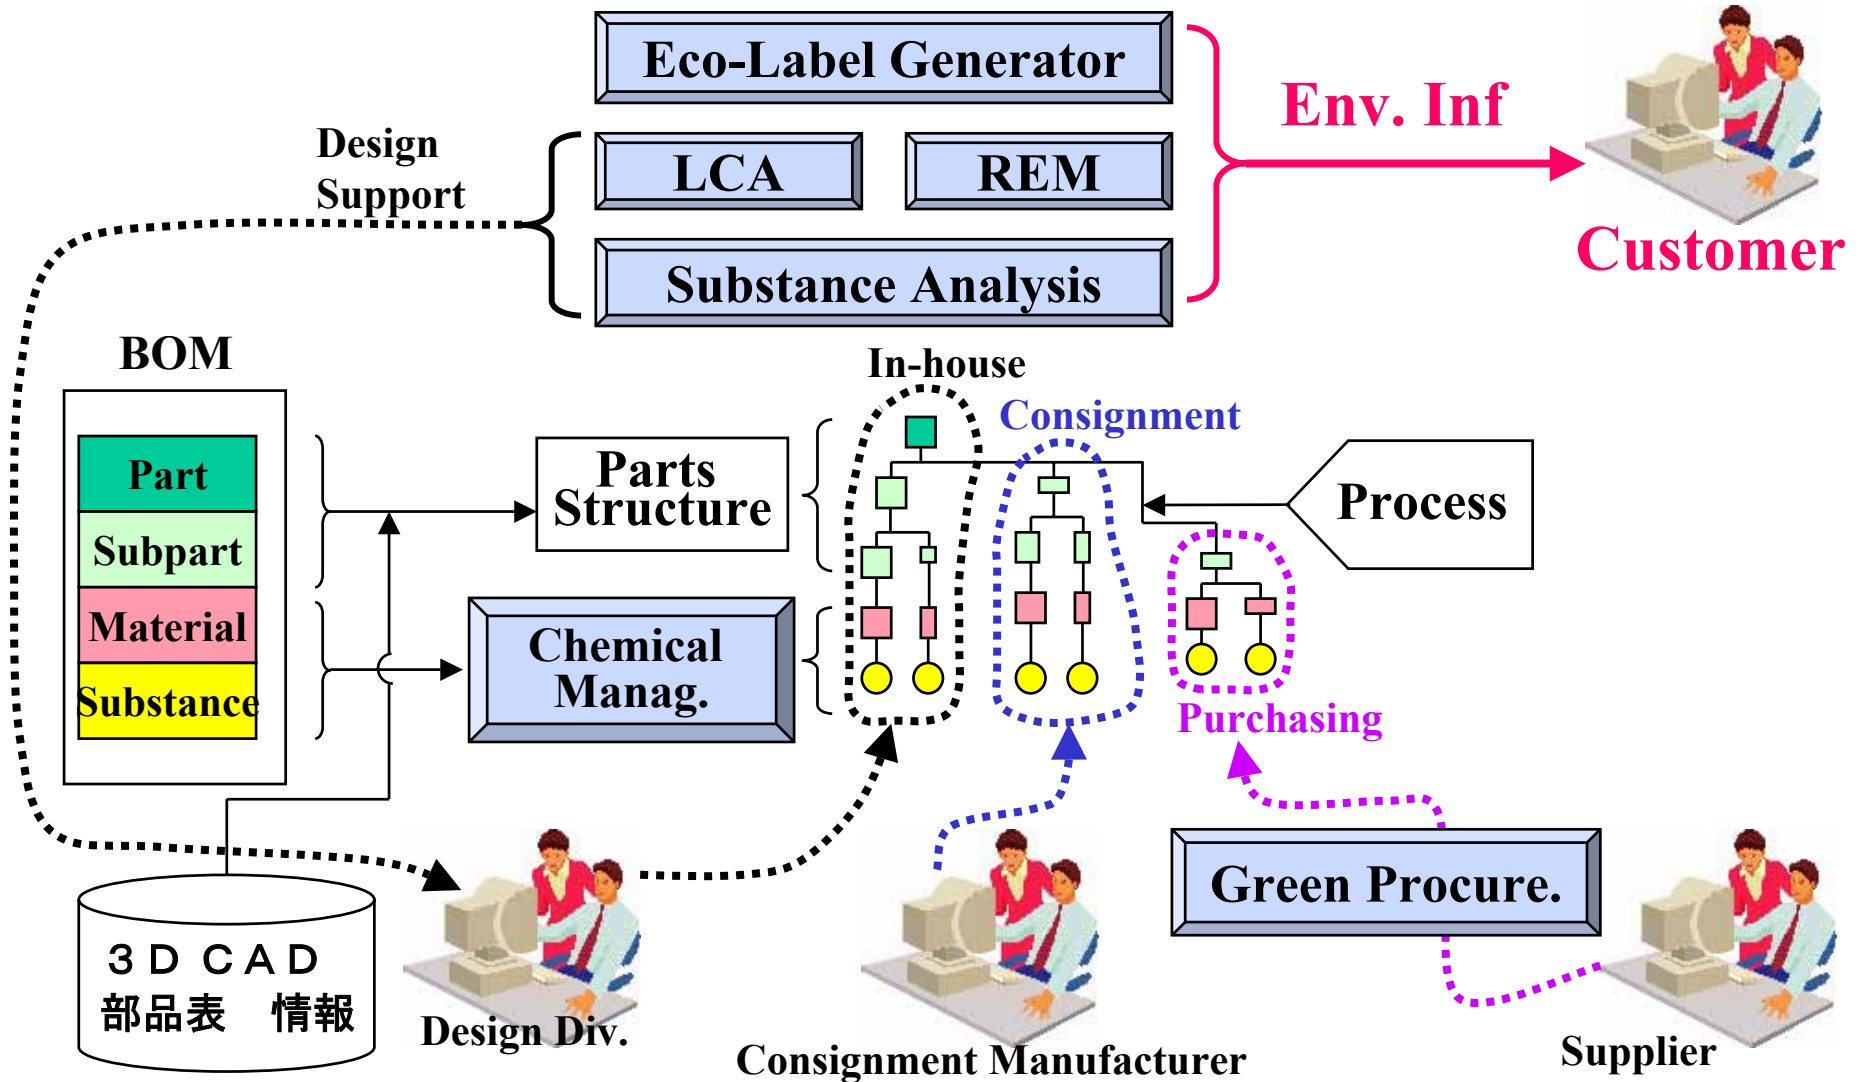 Eco-Label Generator
Env. Inf
Design
Support
LCA
REM
Customer
Substance Analysis
BOM
In-house
Consignment
Part
Parts
Structure
Process
Subpart
Material
Chemical
Manag.
Substance
Purchasing
Green Procure.
３Ｄ ＣＡＤ
部品表　情報
Design Div.
Consignment Manufacturer
Supplier